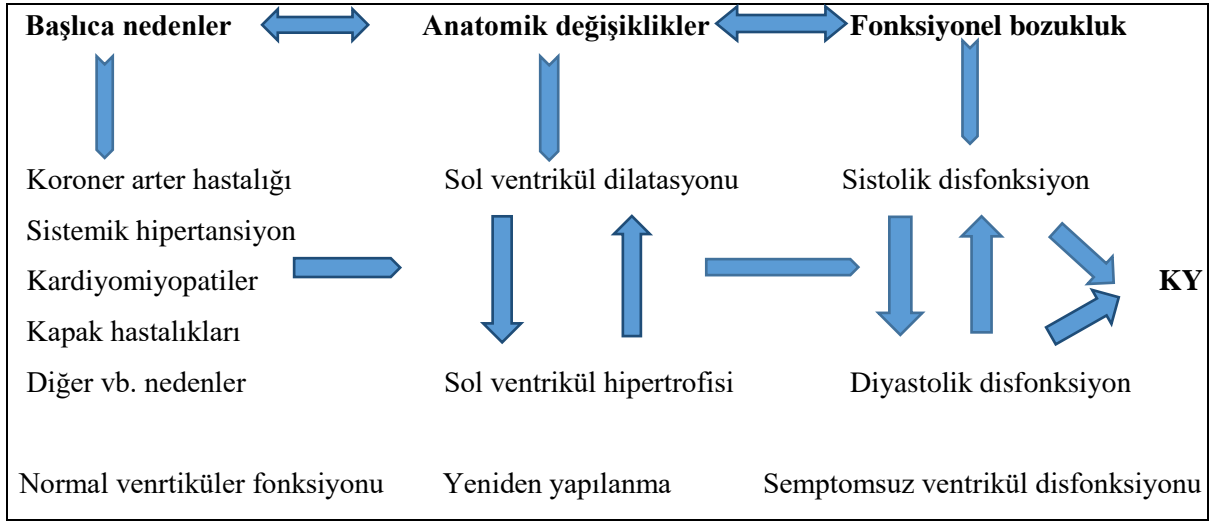 Başlıca nedenler Anatomik değişiklikler Fonksiyonel bozukluk
Koroner arter hastalığı Sol ventrikül dilatasyonu Sistolik disfonksiyon
Sistemik hipertansiyon
Kardiyomiyopatiler KY
Kapak hastalıkları
Diğer vb. nedenler Sol ventrikül hipertrofisi Diyastolik disfonksiyon
Normal venrtiküler fonksiyonu Yeniden yapılanma Semptomsuz ventrikül disfonksiyonu